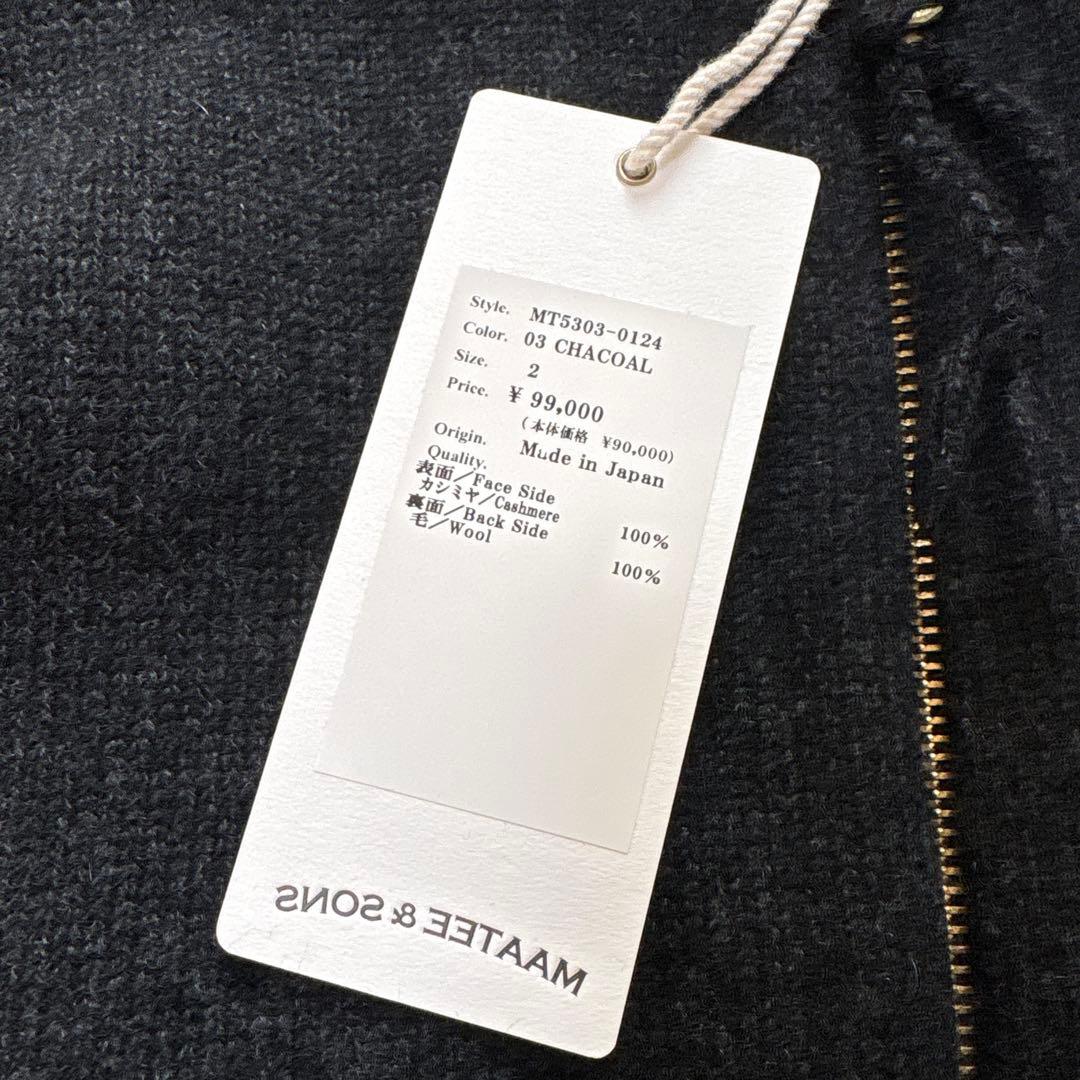 Style. MT5303-0124
Color. 03 CHACOAL
Size. 2
Price. ¥ 99,000
(本体価格 ¥90,000)
Origin. Made in Japan
Quality.
表面/Face Side
カシミヤ/Cashmere 100%
裏面/Back Side
毛/Wool 100%
MAATEE & SONS